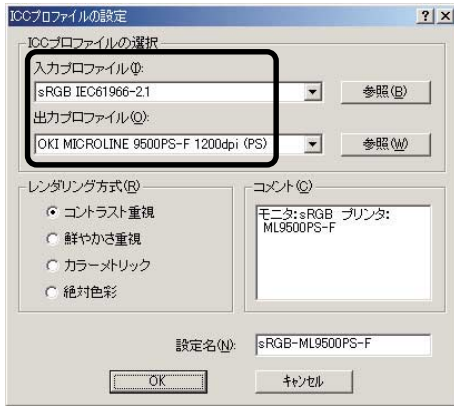 ICCプロファイルの設定
ICCプロファイルの選択
入力プロファイル(I):
sRGB IEC61966-2.1
参照(B)
出力プロファイル(O):
OKI MICROLINE 9500PS-F 1200dpi (PS)
参照(W)
レンダリング方式(R)
コントラスト重視
鮮やかさ重視
カラーメトリック
絶対色彩
コメント(C)
モニタ:sRGB プリンタ:
ML9500PS-F
設定名(N):
sRGB-ML9500PS-F
OK
キャンセル